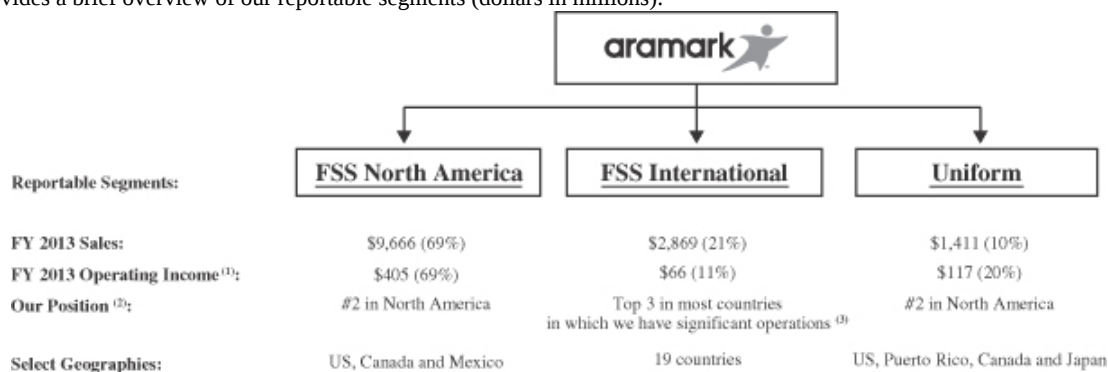 vides a brief overview of our reportable segments (dollars in millions).
aramark
Reportable Segments:
FSS North America
FSS International
Uniform
FY 2013 Sales:
$9,666 (69%)
$2,869 (21%)
$1,411 (10%)
FY 2013 Operating Income(1):
$405 (69%)
$66 (11%)
$117 (20%)
Our Position (2):
#2 in North America
Top 3 in most countries
in which we have significant operations (3)
#2 in North America
Select Geographies:
US, Canada and Mexico
19 countries
US, Puerto Rico, Canada and Japan